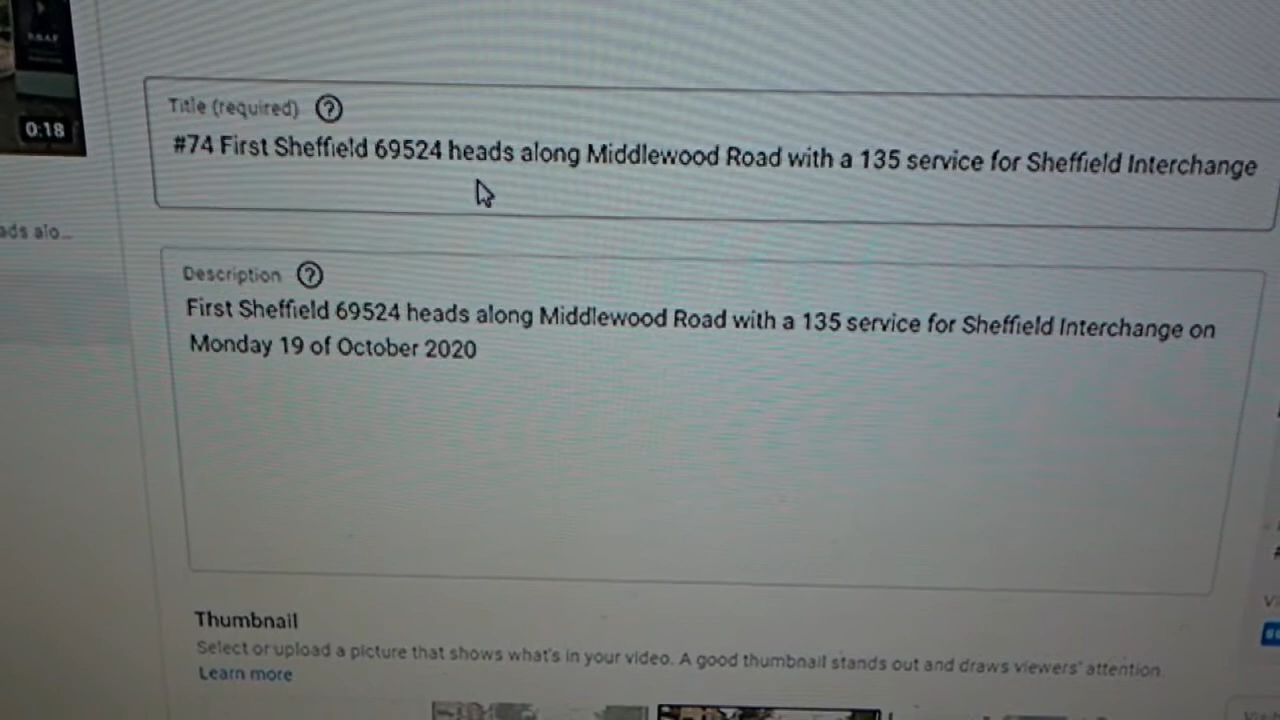 0:18
ads alo...
Title (required) ?
#74 First Sheffield 69524 heads along Middlewood Road with a 135 service for Sheffield Interchange
Description ?
First Sheffield 69524 heads along Middlewood Road with a 135 service for Sheffield Interchange on
Monday 19 of October 2020
Thumbnail
Select or upload a picture that shows what's in your video. A good thumbnail stands out and draws viewers' attention.
Learn more